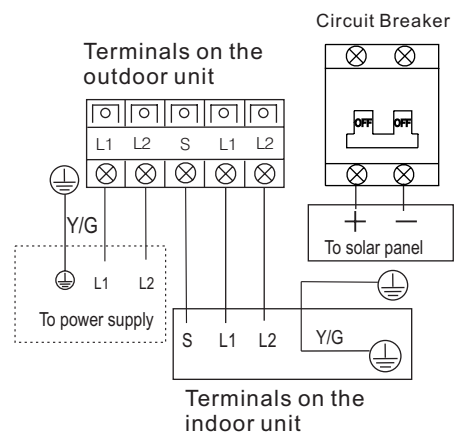 Circuit Breaker
Terminals on the
outdoor unit
OFF OFF
L1 L2 S L1 L2
Y/G
+ −
To solar panel
L1 L2
To power supply
S L1 L2 Y/G
Terminals on the
indoor unit